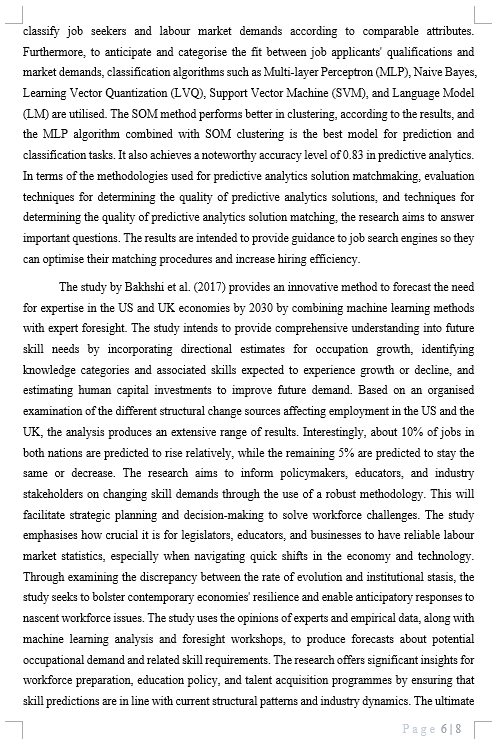 classify job seekers and labour market demands according to comparable attributes.
Furthermore, to anticipate and categorise the fit between job applicants' qualifications and
market demands, classification algorithms such as Multi-layer Perceptron (MLP), Naive Bayes,
Learning Vector Quantization (LVQ), Support Vector Machine (SVM), and Language Model
(LM) are utilised. The SOM method performs better in clustering, according to the results, and
the MLP algorithm combined with SOM clustering is the best model for prediction and
classification tasks. It also achieves a noteworthy accuracy level of 0.83 in predictive analytics.
In terms of the methodologies used for predictive analytics solution matchmaking, evaluation
techniques for determining the quality of predictive analytics solutions, and techniques for
determining the quality of predictive analytics solution matching, the research aims to answer
important questions. The results are intended to provide guidance to job search engines so they
can optimise their matching procedures and increase hiring efficiency.
The study by Bakhshi et al. (2017) provides an innovative method to forecast the need
for expertise in the US and UK economies by 2030 by combining machine learning methods
with expert foresight. The study intends to provide comprehensive understanding into future
skill needs by incorporating directional estimates for occupation growth, identifying
knowledge categories and associated skills expected to experience growth or decline, and
estimating human capital investments to improve future demand. Based on an organised
examination of the different structural change sources affecting employment in the US and the
UK, the analysis produces an extensive range of results. Interestingly, about 10% of jobs in
both nations are predicted to rise relatively, while the remaining 5% are predicted to stay the
same or decrease. The research aims to inform policymakers, educators, and industry
stakeholders on changing skill demands through the use of a robust methodology. This will
facilitate strategic planning and decision-making to solve workforce challenges. The study
emphasises how crucial it is for legislators, educators, and businesses to have reliable labour
market statistics, especially when navigating quick shifts in the economy and technology.
Through examining the discrepancy between the rate of evolution and institutional stasis, the
study seeks to bolster contemporary economies' resilience and enable anticipatory responses to
nascent workforce issues. The study uses the opinions of experts and empirical data, along with
machine learning analysis and foresight workshops, to produce forecasts about potential
occupational demand and related skill requirements. The research offers significant insights for
workforce preparation, education policy, and talent acquisition programmes by ensuring that
skill predictions are in line with current structural patterns and industry dynamics. The ultimate
Page 6|8